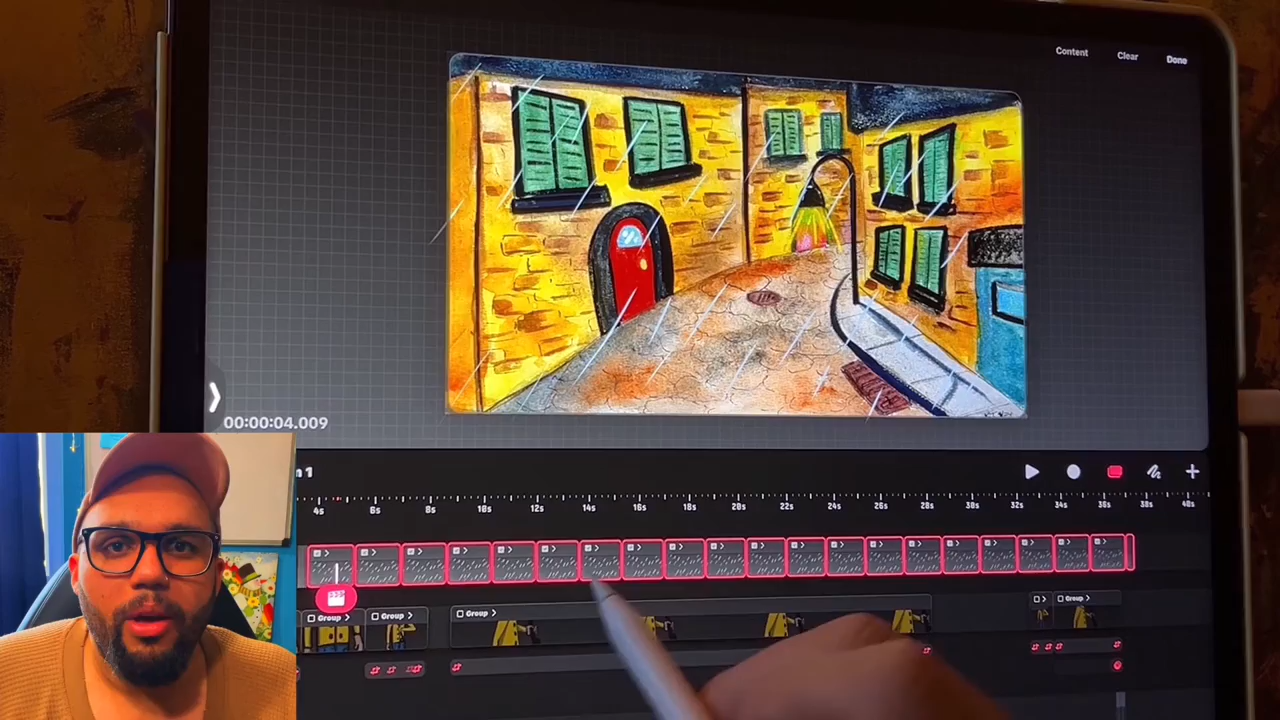 Content Clear Done
00:00:04.009
m 1
4s 6s 8s 10s 12s 14s 16s 18s 20s 22s 24s 26s 28s 30s 32s 34s 36s 38s 40s
Group Group Group Group